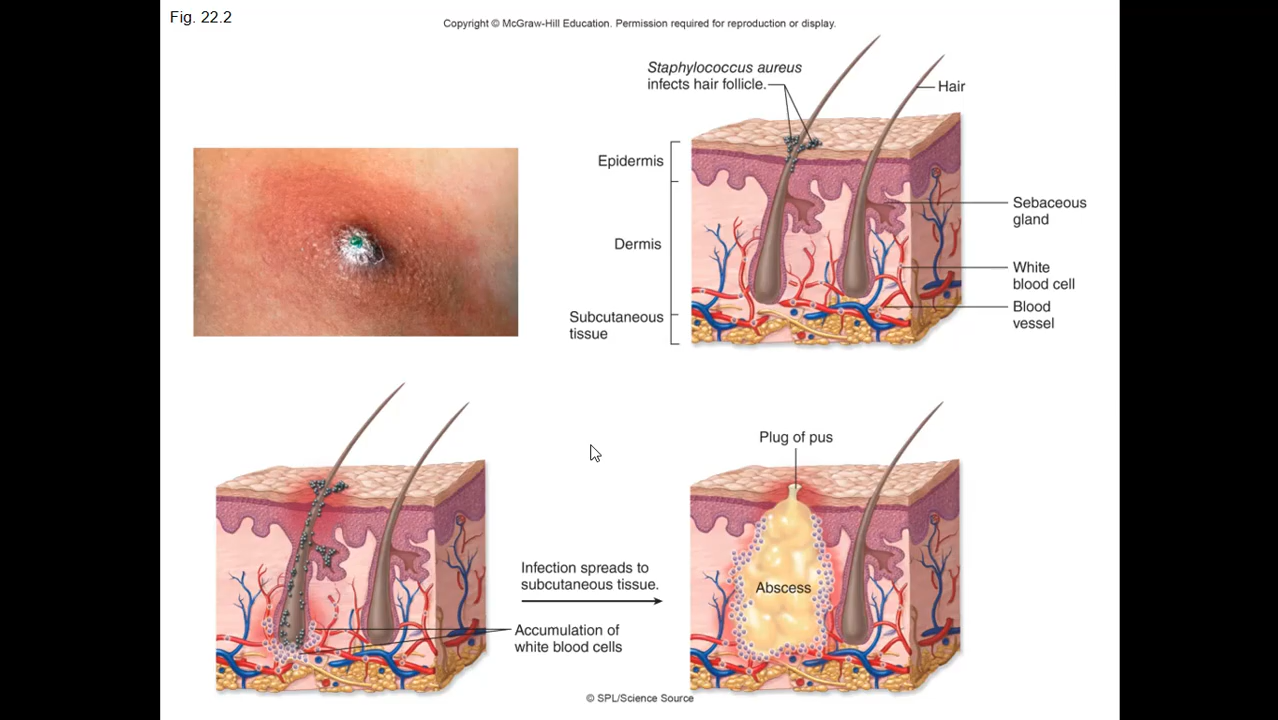 Fig. 22.2
Copyright © McGraw-Hill Education. Permission required for reproduction or display.
Staphylococcus aureus
infects hair follicle.
Hair
Epidermis
Sebaceous
gland
Dermis
White
blood cell
Blood
vessel
Subcutaneous
tissue
Plug of pus
Infection spreads to
subcutaneous tissue.
Abscess
Accumulation of
white blood cells
© SPL/Science Source